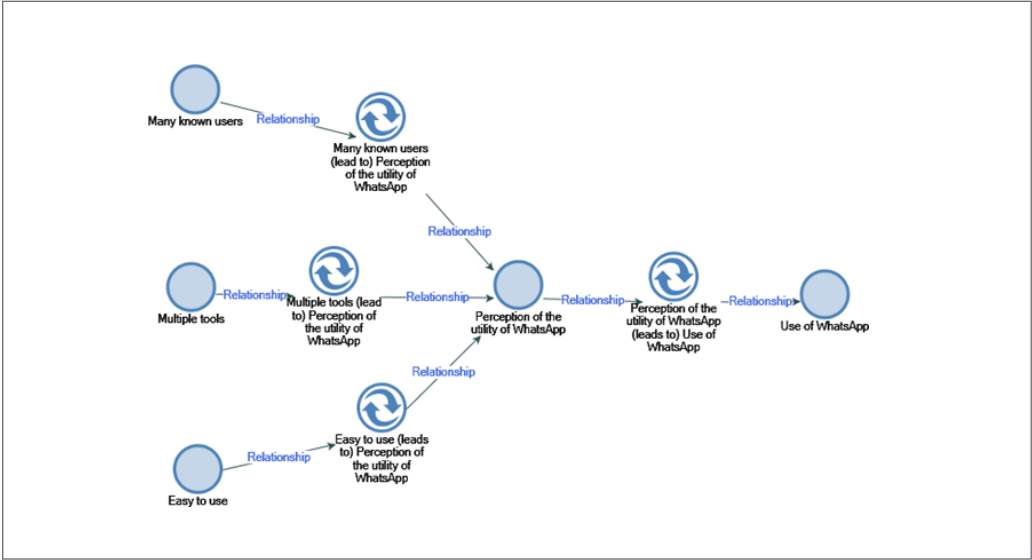 Many known users
Relationship
Many known users
(lead to) Perception
of the utility of
WhatsApp
Relationship
Multiple tools
Relationship
Multiple tools (lead
to) Perception of
the utility of
WhatsApp
Relationship
Perception of the
utility of WhatsApp
Relationship
Perception of the
utility of WhatsApp
(leads to) Use of
WhatsApp
Relationship
Use of WhatsApp
Relationship
Easy to use
Relationship
Easy to use (leads
to) Perception of
the utility of
WhatsApp